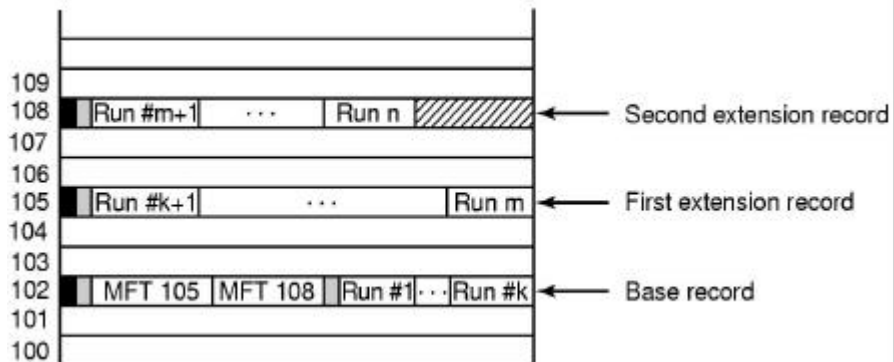 109
108 Run #m+1 · · · Run n Second extension record
107
106
105 Run #k+1 · · · Run m First extension record
104
103
102 MFT 105 MFT 108 Run #1 · · · Run #k Base record
101
100